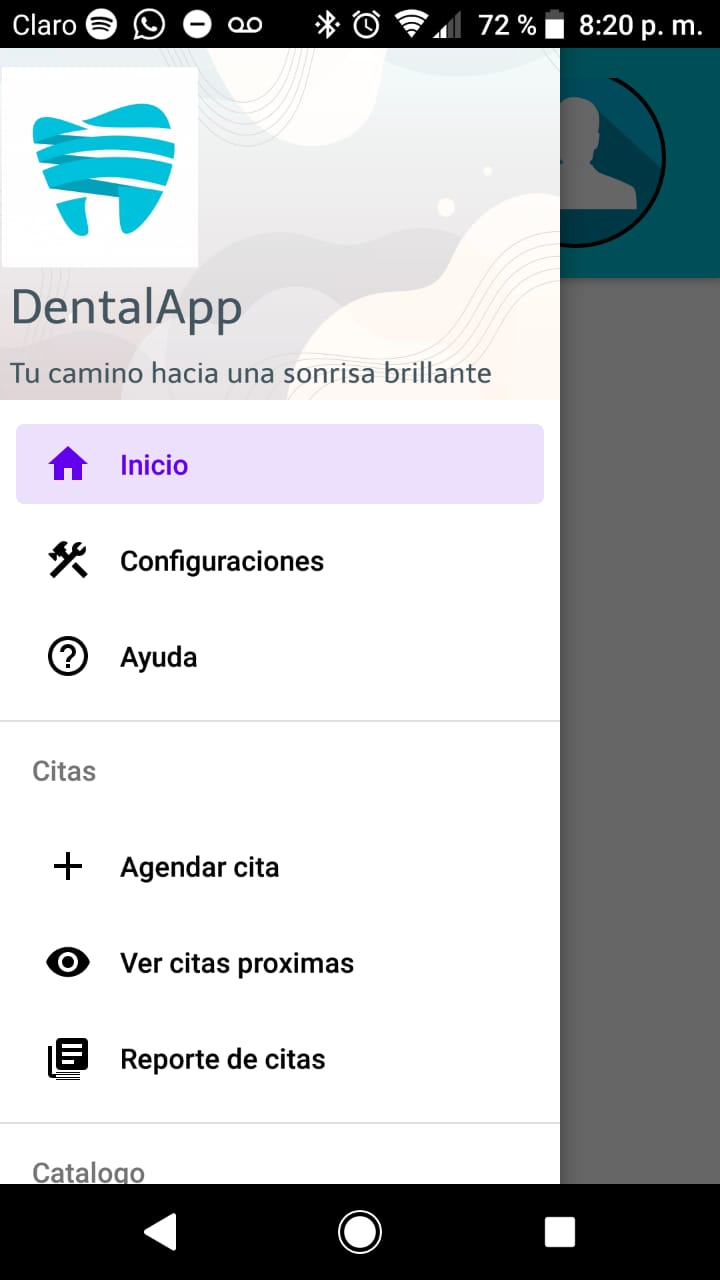 Claro 72 % 8:20 p. m.
DentalApp
Tu camino hacia una sonrisa brillante
Inicio
Configuraciones
Ayuda
Citas
Agendar cita
Ver citas proximas
Reporte de citas
Catalogo